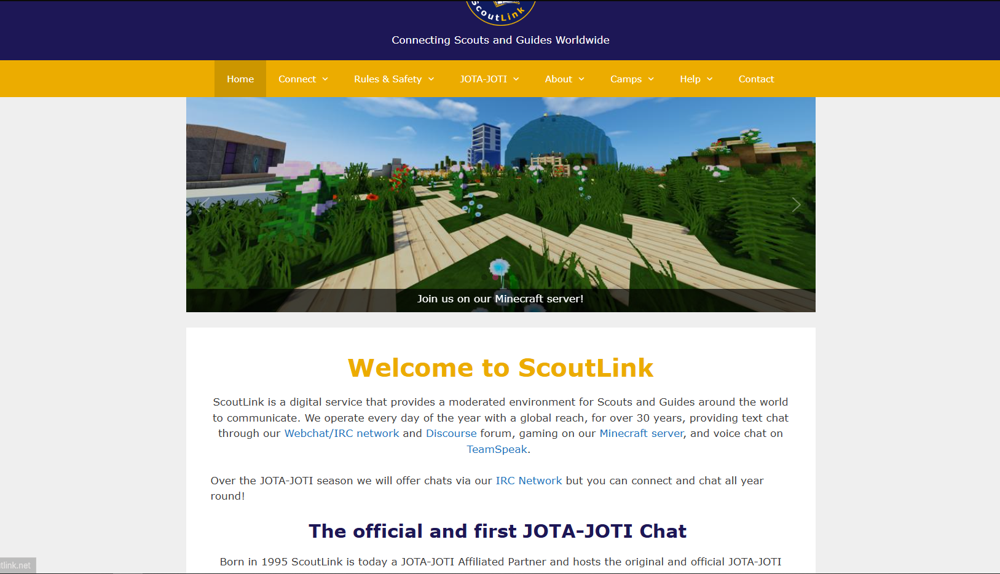 ScoutLink
Connecting Scouts and Guides Worldwide
Home Connect Rules & Safety JOTA-JOTI About Camps Help Contact
Join us on our Minecraft server!
Welcome to ScoutLink
ScoutLink is a digital service that provides a moderated environment for Scouts and Guides around the world
to communicate. We operate every day of the year with a global reach, for over 30 years, providing text chat
through our Webchat/IRC network and Discourse forum, gaming on our Minecraft server, and voice chat on
TeamSpeak.
Over the JOTA-JOTI season we will offer chats via our IRC Network but you can connect and chat all year
round!
The official and first JOTA-JOTI Chat
Born in 1995 ScoutLink is today a JOTA-JOTI Affiliated Partner and hosts the original and official JOTA-JOTI
tlink.net